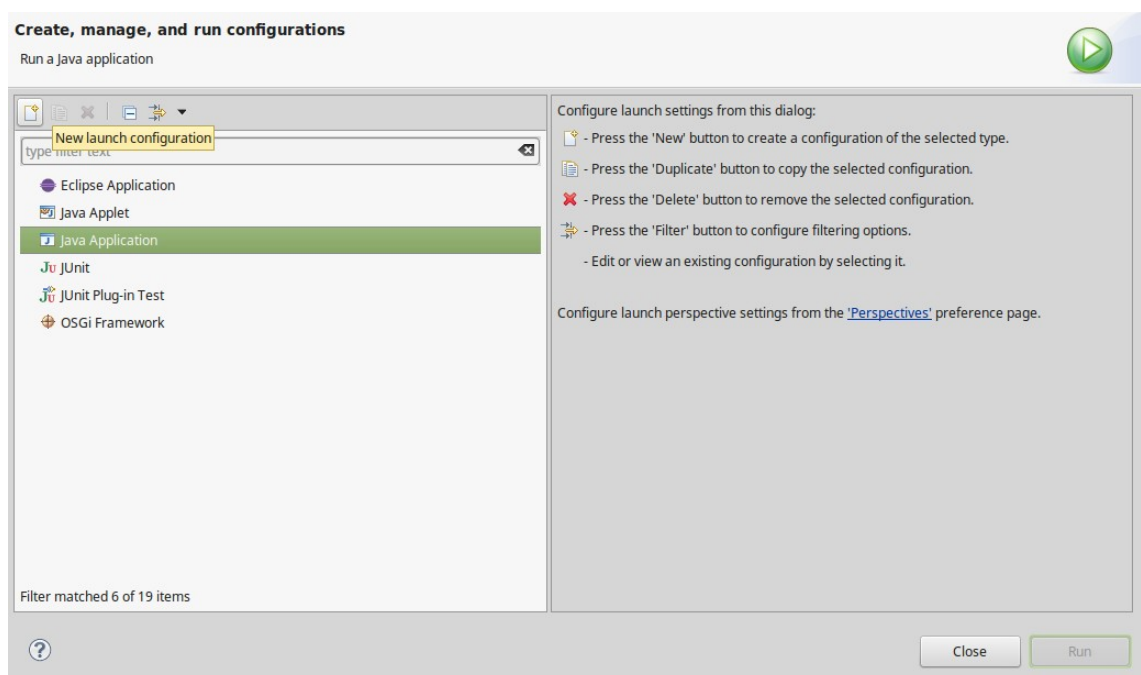 Create, manage, and run configurations
Run a Java application
New launch configuration
type filter text
Eclipse Application
Java Applet
Java Application
JU JUnit
JU JUnit Plug-in Test
OSGi Framework
Filter matched 6 of 19 items
Configure launch settings from this dialog:
- Press the 'New' button to create a configuration of the selected type.
- Press the 'Duplicate' button to copy the selected configuration.
- Press the 'Delete' button to remove the selected configuration.
- Press the 'Filter' button to configure filtering options.
- Edit or view an existing configuration by selecting it.
Configure launch perspective settings from the 'Perspectives' preference page.
?
Close
Run